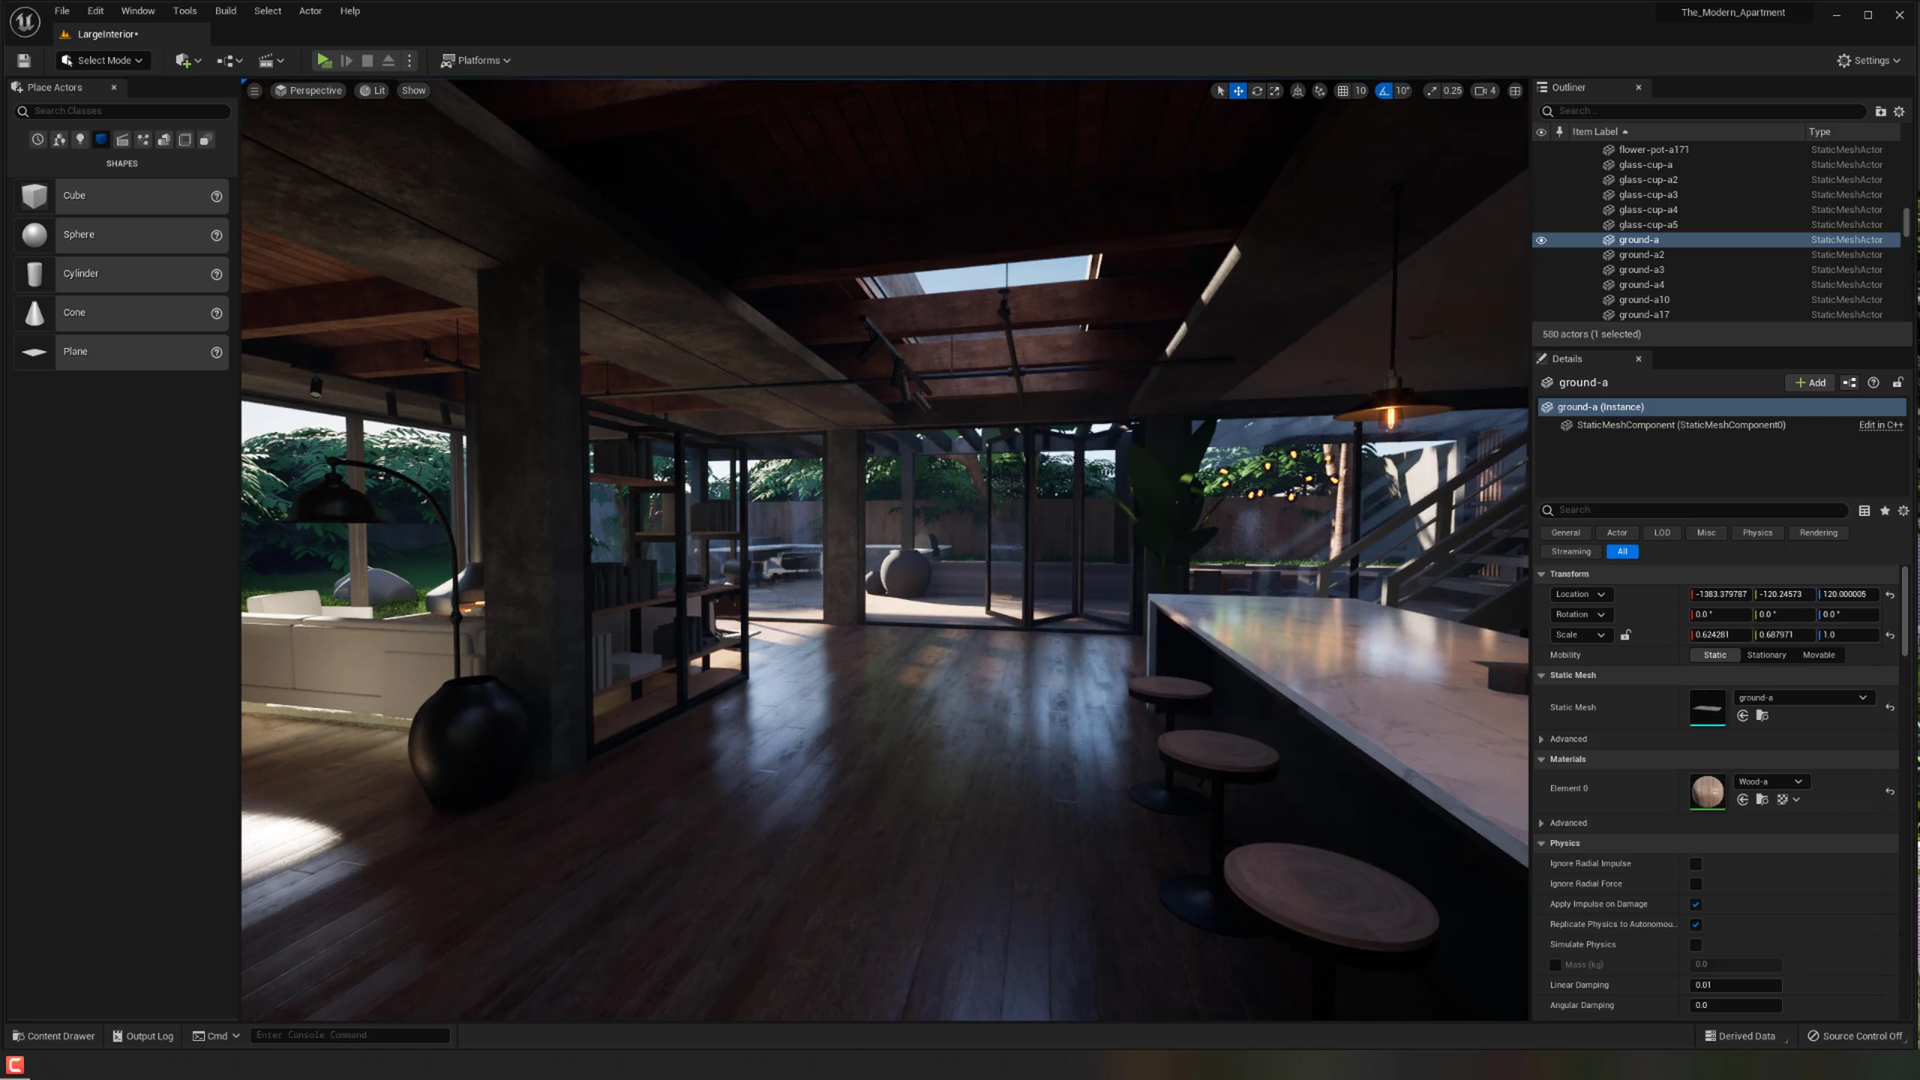 File Edit Window Tools Build Select Actor Help
The_Modern_Apartment
LargeInterior•
Select Mode
Platforms
Settings
Place Actors
Search Classes
SHAPES
Cube
Sphere
Cylinder
Cone
Plane
Perspective Lit Show
10 10° 0.25 4
Outliner
Search...
Item Label Type
flower-pot-a171 StaticMeshActor
glass-cup-a StaticMeshActor
glass-cup-a2 StaticMeshActor
glass-cup-a3 StaticMeshActor
glass-cup-a4 StaticMeshActor
glass-cup-a5 StaticMeshActor
ground-a StaticMeshActor
ground-a2 StaticMeshActor
ground-a3 StaticMeshActor
ground-a4 StaticMeshActor
ground-a10 StaticMeshActor
ground-a17 StaticMeshActor
580 actors (1 selected)
Details
ground-a
+ Add
ground-a (Instance)
StaticMeshComponent (StaticMeshComponent0) Edit in C++
Search
General Actor LOD Misc Physics Rendering
Streaming All
Transform
Location -1383.379787 -120.24573 120.000005
Rotation 0.0° 0.0° 0.0°
Scale 0.624281 0.687971 1.0
Mobility Static Stationary Movable
Static Mesh
Static Mesh ground-a
Advanced
Materials
Element 0 Wood-a
Advanced
Physics
Ignore Radial Impulse
Ignore Radial Force
Apply Impulse on Damage
Replicate Physics to Autonomou...
Simulate Physics
Mass (kg) 0.0
Linear Damping 0.01
Angular Damping 0.0
Content Drawer Output Log Cmd Enter Console Command
Derived Data Source Control Off